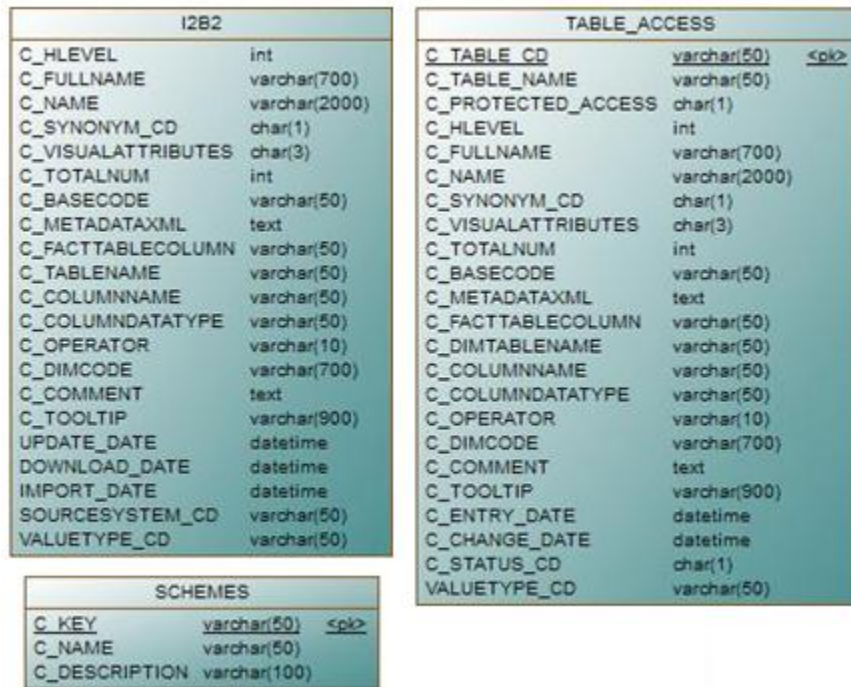 I2B2
C_HLEVEL int
C_FULLNAME varchar(700)
C_NAME varchar(2000)
C_SYNONYM_CD char(1)
C_VISUALATTRIBUTES char(3)
C_TOTALNUM int
C_BASECODE varchar(50)
C_METADATAXML text
C_FACTTABLECOLUMN varchar(50)
C_TABLENAME varchar(50)
C_COLUMNNAME varchar(50)
C_COLUMNDATATYPE varchar(50)
C_OPERATOR varchar(10)
C_DIMCODE varchar(700)
C_COMMENT text
C_TOOLTIP varchar(900)
UPDATE_DATE datetime
DOWNLOAD_DATE datetime
IMPORT_DATE datetime
SOURCESYSTEM_CD varchar(50)
VALUETYPE_CD varchar(50)
TABLE_ACCESS
C_TABLE_CD varchar(50) <pk>
C_TABLE_NAME varchar(50)
C_PROTECTED_ACCESS char(1)
C_HLEVEL int
C_FULLNAME varchar(700)
C_NAME varchar(2000)
C_SYNONYM_CD char(1)
C_VISUALATTRIBUTES char(3)
C_TOTALNUM int
C_BASECODE varchar(50)
C_METADATAXML text
C_FACTTABLECOLUMN varchar(50)
C_DIMTABLENAME varchar(50)
C_COLUMNNAME varchar(50)
C_COLUMNDATATYPE varchar(50)
C_OPERATOR varchar(10)
C_DIMCODE varchar(700)
C_COMMENT text
C_TOOLTIP varchar(900)
C_ENTRY_DATE datetime
C_CHANGE_DATE datetime
C_STATUS_CD char(1)
VALUETYPE_CD varchar(50)
SCHEMES
C_KEY varchar(50) <pk>
C_NAME varchar(50)
C_DESCRIPTION varchar(100)